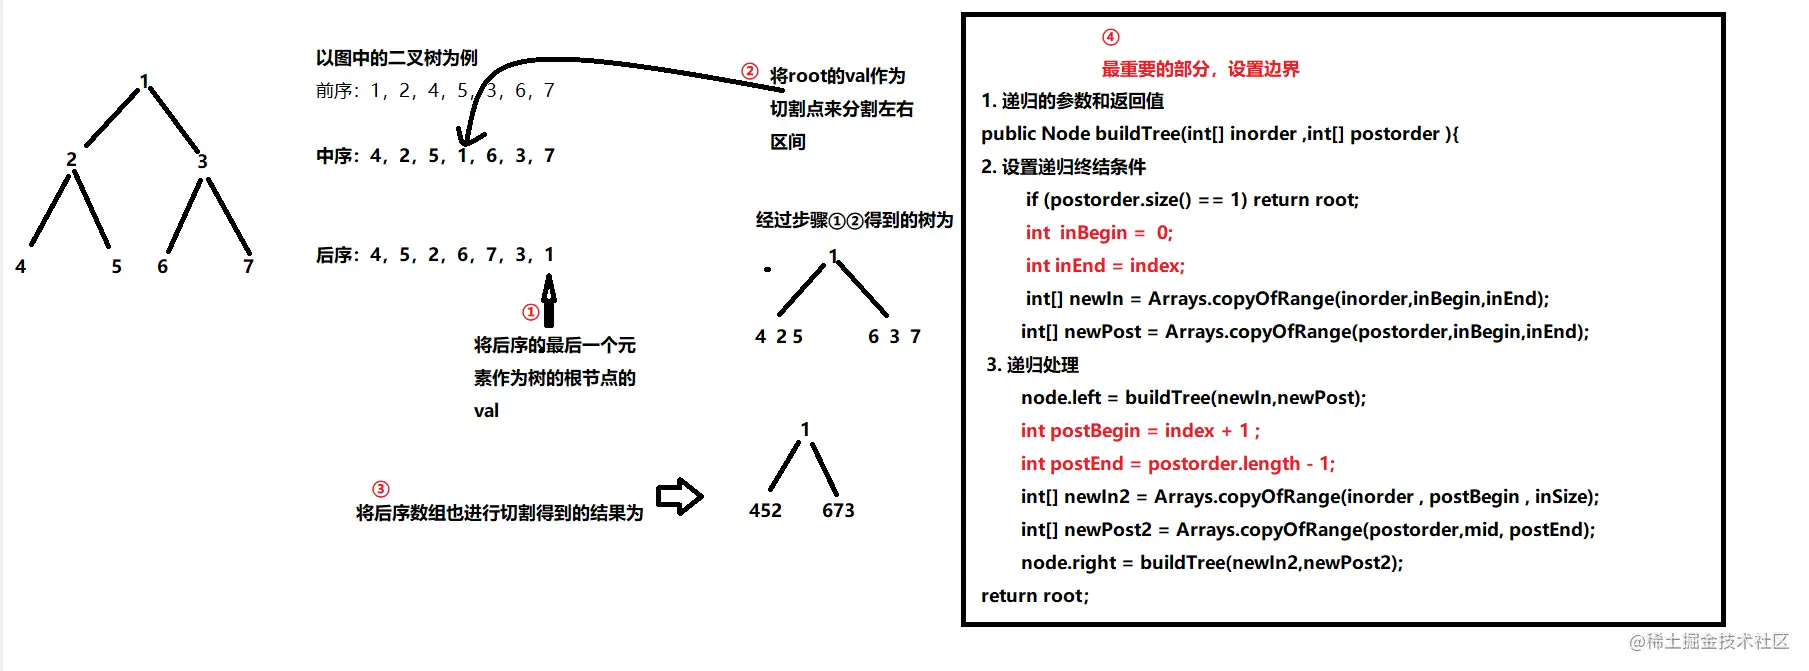 1
2
3
4
5
6
7
以图中的二叉树为例
前序：1，2，4，5，3，6，7
中序：4，2，5，1，6，3，7
后序：4，5，2，6，7，3，1
①
将后序的最后一个元
素作为树的根节点的
val
②
将root的val作为
切割点来分割左右
区间
经过步骤①②得到的树为
1
4 2 5
6 3 7
③
将后序数组也进行切割得到的结果为
1
452
673
④
最重要的部分，设置边界
1. 递归的参数和返回值
public Node buildTree(int[] inorder ,int[] postorder ){
2. 设置递归终结条件
if (postorder.size() == 1) return root;
int inBegin = 0;
int inEnd = index;
int[] newIn = Arrays.copyOfRange(inorder,inBegin,inEnd);
int[] newPost = Arrays.copyOfRange(postorder,inBegin,inEnd);
3. 递归处理
node.left = buildTree(newIn,newPost);
int postBegin = index + 1 ;
int postEnd = postorder.length - 1;
int[] newIn2 = Arrays.copyOfRange(inorder , postBegin , inSize);
int[] newPost2 = Arrays.copyOfRange(postorder,mid, postEnd);
node.right = buildTree(newIn2,newPost2);
return root;
@稀土掘金技术社区